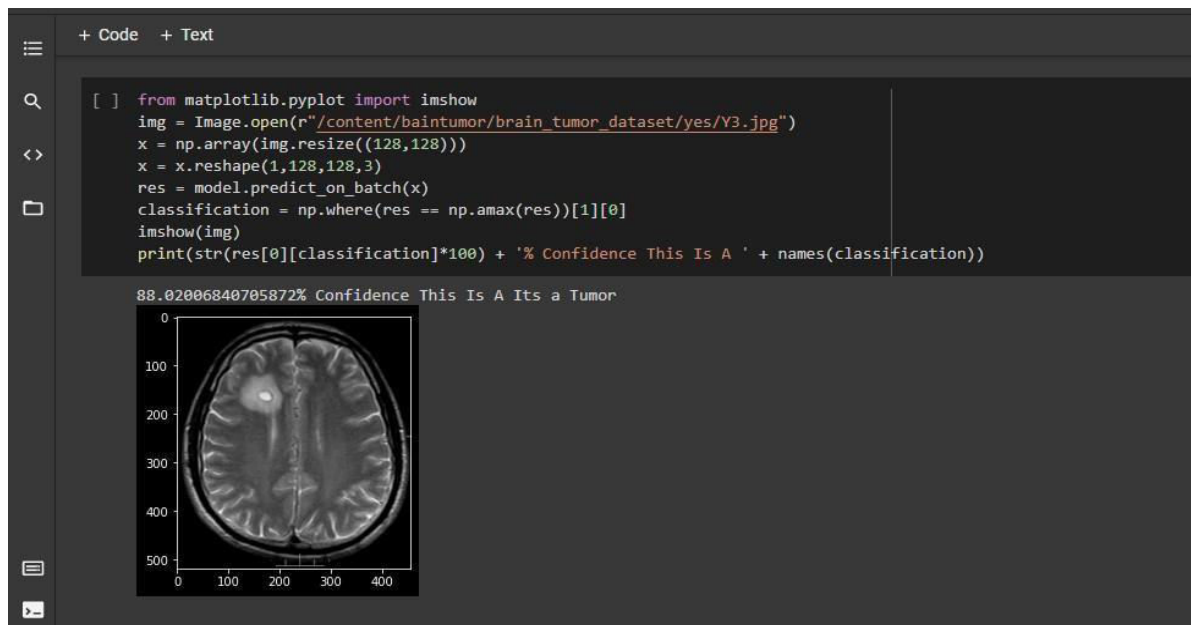 + Code + Text
[ ] from matplotlib.pyplot import imshow
img = Image.open(r"/content/baintumor/brain_tumor_dataset/yes/Y3.jpg")
x = np.array(img.resize((128,128)))
x = x.reshape(1,128,128,3)
res = model.predict_on_batch(x)
classification = np.where(res == np.amax(res))[1][0]
imshow(img)
print(str(res[0][classification]*100) + '% Confidence This Is A ' + names(classification))
88.02006840705872% Confidence This Is A Its a Tumor
0
100
200
300
400
500
0 100 200 300 400